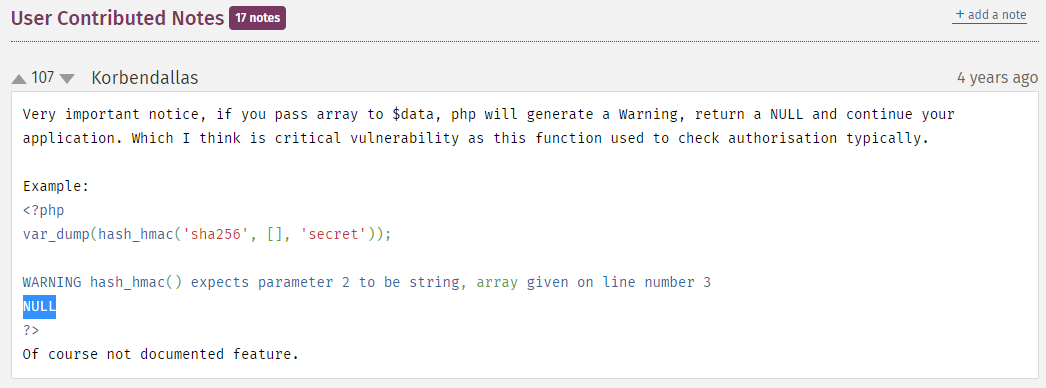 User Contributed Notes 17 notes
+ add a note
107 Korbendallas
4 years ago
Very important notice, if you pass array to $data, php will generate a Warning, return a NULL and continue your
application. Which I think is critical vulnerability as this function used to check authorisation typically.
Example:
<?php
var_dump(hash_hmac('sha256', [], 'secret'));
WARNING hash_hmac() expects parameter 2 to be string, array given on line number 3
NULL
?>
Of course not documented feature.